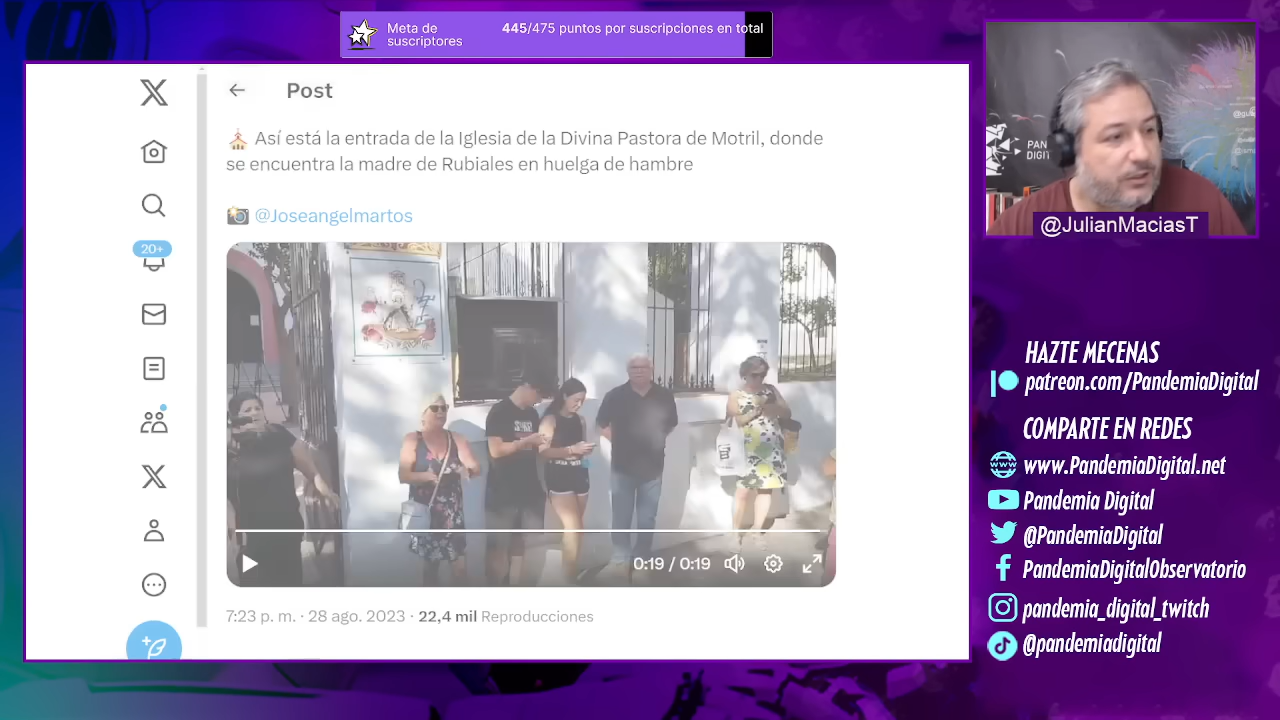 Meta de
suscriptores
445/475 puntos por suscripciones en total
Post
Así está la entrada de la Iglesia de la Divina Pastora de Motril, donde
se encuentra la madre de Rubiales en huelga de hambre
@Joseangelmartos
20+
0:19 / 0:19
7:23 p. m. · 28 ago. 2023 · 22,4 mil Reproducciones
PAN
DIGIT
@JulianMaciasT
HAZTE MECENAS
patreon.com/PandemiaDigital
COMPARTE EN REDES
www
www.PandemiaDigital.net
Pandemia Digital
@PandemiaDigital
PandemiaDigitalObservatorio
pandemia_digital_twitch
@pandemiadigital